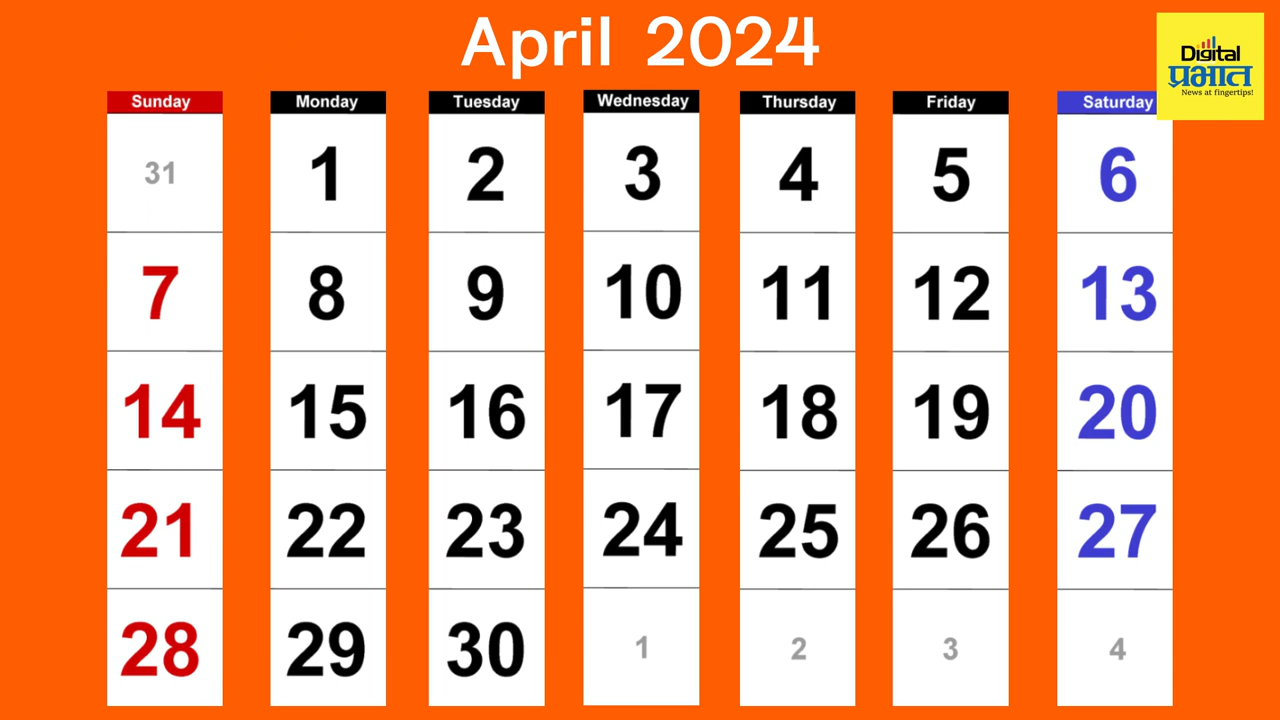 April 2024
Digital
प्रभात
News at fingertips!
Sunday Monday Tuesday Wednesday Thursday Friday Saturday
31 1 2 3 4 5 6
7 8 9 10 11 12 13
14 15 16 17 18 19 20
21 22 23 24 25 26 27
28 29 30 1 2 3 4